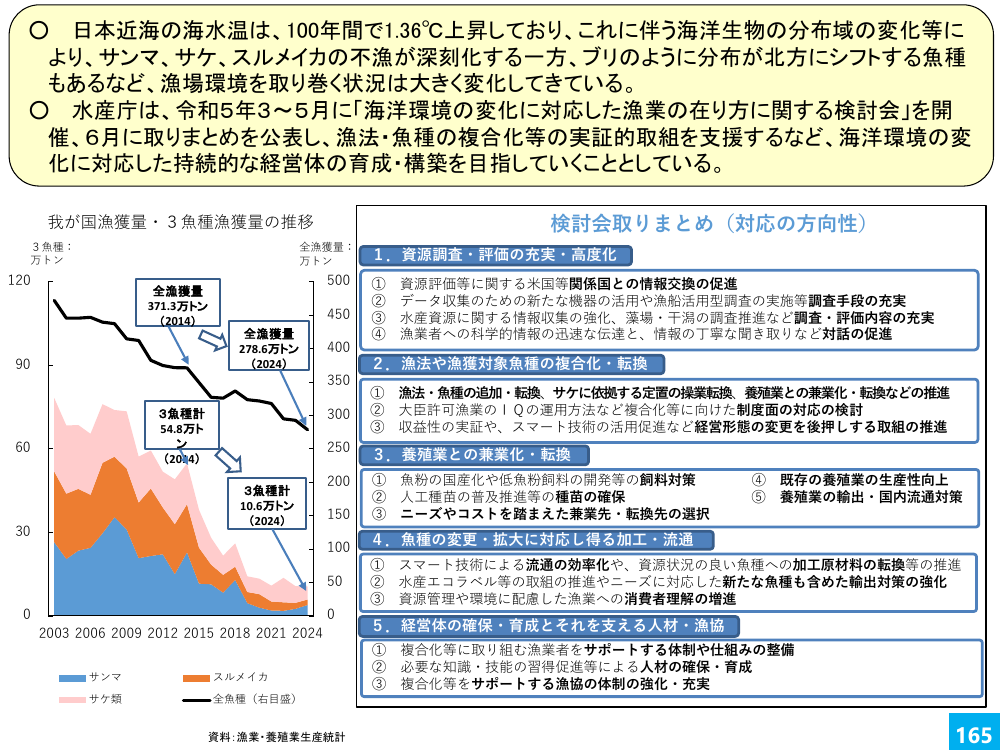 ○　日本近海の海水温は、100年間で1.36℃上昇しており、これに伴う海洋生物の分布域の変化等に
より、サンマ、サケ、スルメイカの不漁が深刻化する一方、ブリのように分布が北方にシフトする魚種
もあるなど、漁場環境を取り巻く状況は大きく変化してきている。
○　水産庁は、令和５年３～５月に「海洋環境の変化に対応した漁業の在り方に関する検討会」を開
催、６月に取りまとめを公表し、漁法・魚種の複合化等の実証的取組を支援するなど、海洋環境の変
化に対応した持続的な経営体の育成・構築を目指していくこととしている。
我が国漁獲量・３魚種漁獲量の推移
３魚種：
万トン
全漁獲量：
万トン
120
90
60
30
0
500
450
400
350
300
250
200
150
100
50
0
全漁獲量
371.3万トン
（2014）
全漁獲量
278.6万トン
（2024）
３魚種計
54.8万ト
ン
（2014）
３魚種計
10.6万トン
（2024）
2003 2006 2009 2012 2015 2018 2021 2024
サンマ
スルメイカ
サケ類
全魚種（右目盛）
資料：漁業・養殖業生産統計
検討会取りまとめ（対応の方向性）
１．資源調査・評価の充実・高度化
①　資源評価等に関する米国等関係国との情報交換の促進
②　データ収集のための新たな機器の活用や漁船活用型調査の実施等調査手段の充実
③　水産資源に関する情報収集の強化、藻場・干潟の調査推進など調査・評価内容の充実
④　漁業者への科学的情報の迅速な伝達と、情報の丁寧な聞き取りなど対話の促進
２．漁法や漁獲対象魚種の複合化・転換
①　漁法・魚種の追加・転換、サケに依拠する定置の操業転換、養殖業との兼業化・転換などの推進
②　大臣許可漁業のＩＱの運用方法など複合化等に向けた制度面の対応の検討
③　収益性の実証や、スマート技術の活用促進など経営形態の変更を後押しする取組の推進
３．養殖業との兼業化・転換
①　魚粉の国産化や低魚粉飼料の開発等の飼料対策
②　人工種苗の普及推進等の種苗の確保
③　ニーズやコストを踏まえた兼業先・転換先の選択
④　既存の養殖業の生産性向上
⑤　養殖業の輸出・国内流通対策
４．魚種の変更・拡大に対応し得る加工・流通
①　スマート技術による流通の効率化や、資源状況の良い魚種への加工原材料の転換等の推進
②　水産エコラベル等の取組の推進やニーズに対応した新たな魚種も含めた輸出対策の強化
③　資源管理や環境に配慮した漁業への消費者理解の増進
５．経営体の確保・育成とそれを支える人材・漁協
①　複合化等に取り組む漁業者をサポートする体制や仕組みの整備
②　必要な知識・技能の習得促進等による人材の確保・育成
③　複合化等をサポートする漁協の体制の強化・充実
165